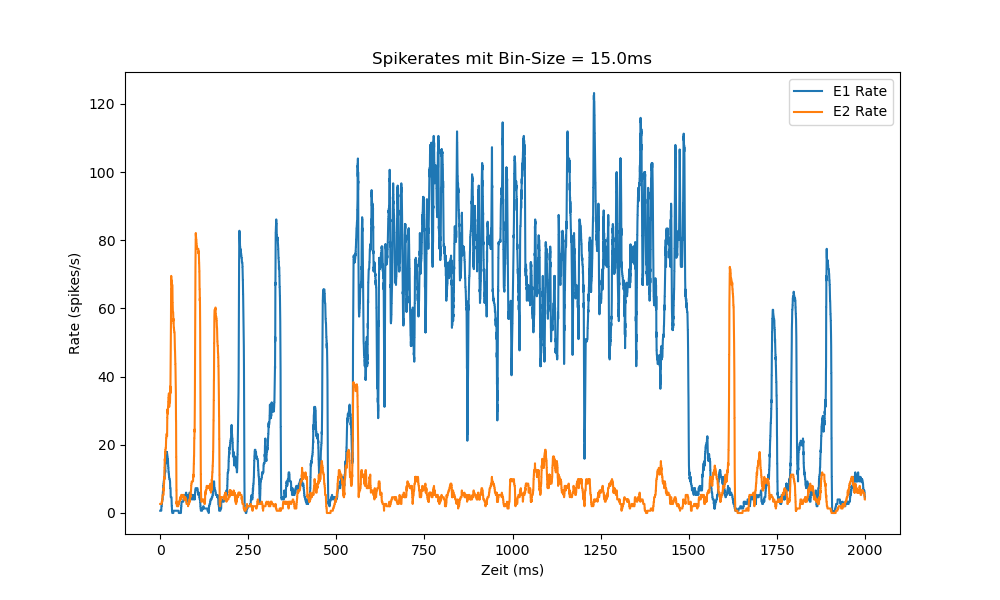 Spikerates mit Bin-Size = 15.0ms
E1 Rate
E2 Rate
120
100
80
60
40
20
0
Rate (spikes/s)
0 250 500 750 1000 1250 1500 1750 2000
Zeit (ms)